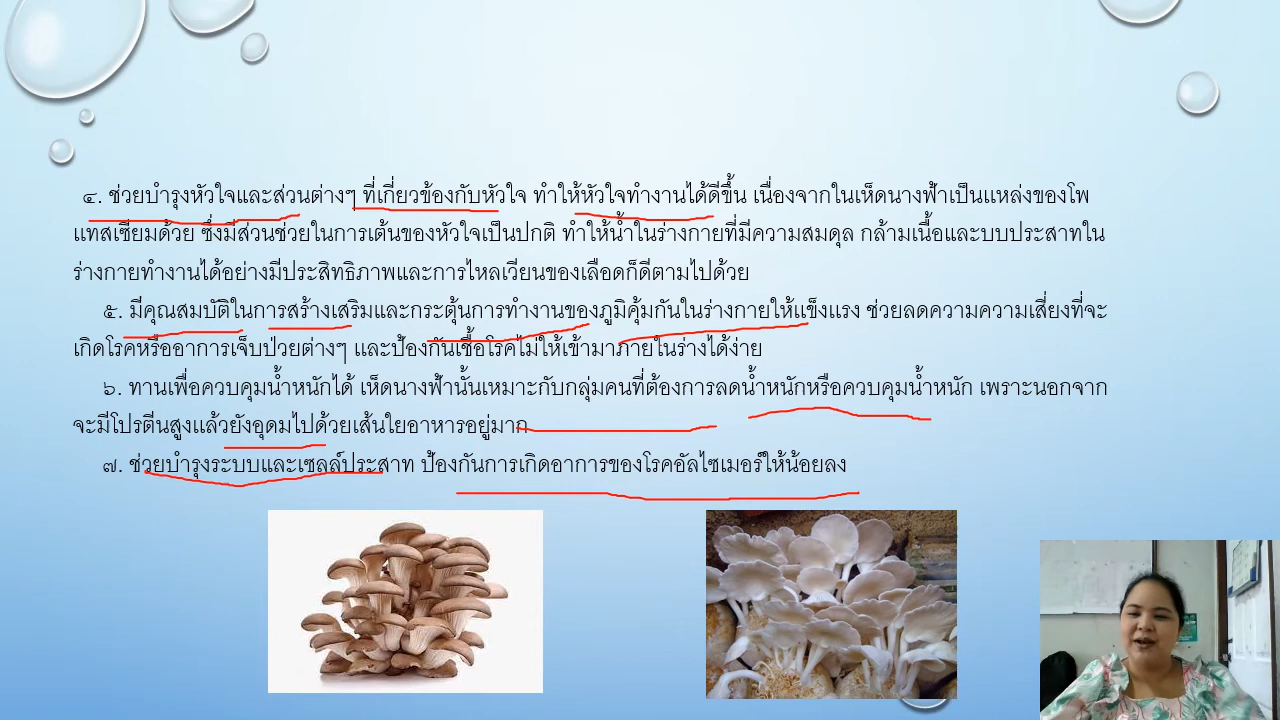 ๔. ช่วยบำรุงหัวใจและส่วนต่างๆ ที่เกี่ยวข้องกับหัวใจ ทำให้หัวใจทำงานได้ดีขึ้น เนื่องจากในเห็ดนางฟ้าเป็นแหล่งของโพ
แทสเซียมด้วย ซึ่งมีส่วนช่วยในการเต้นของหัวใจเป็นปกติ ทำให้น้ำในร่างกายที่มีความสมดุล กล้ามเนื้อและบบประสาทใน
ร่างกายทำงานได้อย่างมีประสิทธิภาพและการไหลเวียนของเลือดก็ดีตามไปด้วย
๕. มีคุณสมบัติในการสร้างเสริมและกระตุ้นการทำงานของภูมิคุ้มกันในร่างกายให้แข็งแรง ช่วยลดความความเสี่ยงที่จะ
เกิดโรคหรืออาการเจ็บป่วยต่างๆ และป้องกันเชื้อโรคไม่ให้เข้ามาภายในร่างได้ง่าย
๖. ทานเพื่อควบคุมน้ำหนักได้ เห็ดนางฟ้านั้นเหมาะกับกลุ่มคนที่ต้องการลดน้ำหนักหรือควบคุมน้ำหนัก เพราะนอกจาก
จะมีโปรตีนสูงแล้วยังอุดมไปด้วยเส้นใยอาหารอยู่มาก
๗. ช่วยบำรุงระบบและเซลล์ประสาท ป้องกันการเกิดอาการของโรคอัลไซเมอร์ให้น้อยลง